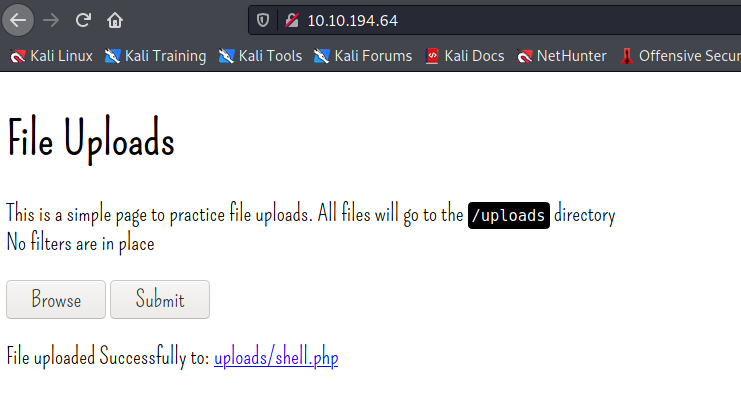 10.10.194.64
Kali Linux Kali Training Kali Tools Kali Forums Kali Docs NetHunter Offensive Secur
File Uploads
This is a simple page to practice file uploads. All files will go to the /uploads directory
No filters are in place
Browse Submit
File uploaded Successfully to: uploads/shell.php